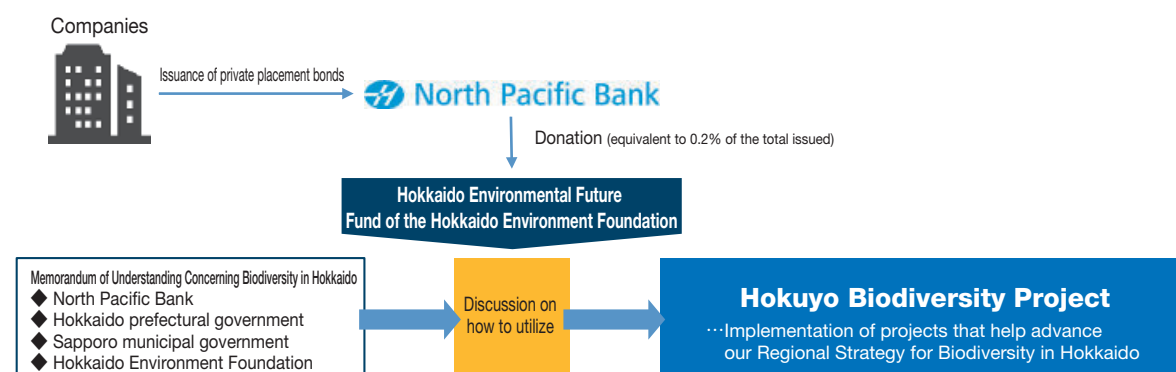 Companies
Issuance of private placement bonds
North Pacific Bank
Donation (equivalent to 0.2% of the total issued)
Hokkaido Environmental Future
Fund of the Hokkaido Environment Foundation
Memorandum of Understanding Concerning Biodiversity in Hokkaido
◆ North Pacific Bank
◆ Hokkaido prefectural government
◆ Sapporo municipal government
◆ Hokkaido Environment Foundation
Discussion on
how to utilize
Hokuyo Biodiversity Project
…Implementation of projects that help advance
our Regional Strategy for Biodiversity in Hokkaido